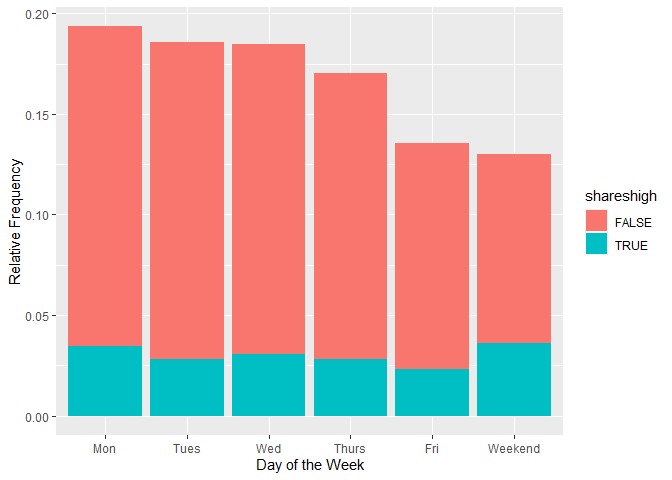 0.20
0.15
0.10
0.05
0.00
Relative Frequency
Mon Tues Wed Thurs Fri Weekend
Day of the Week
shareshigh
FALSE
TRUE